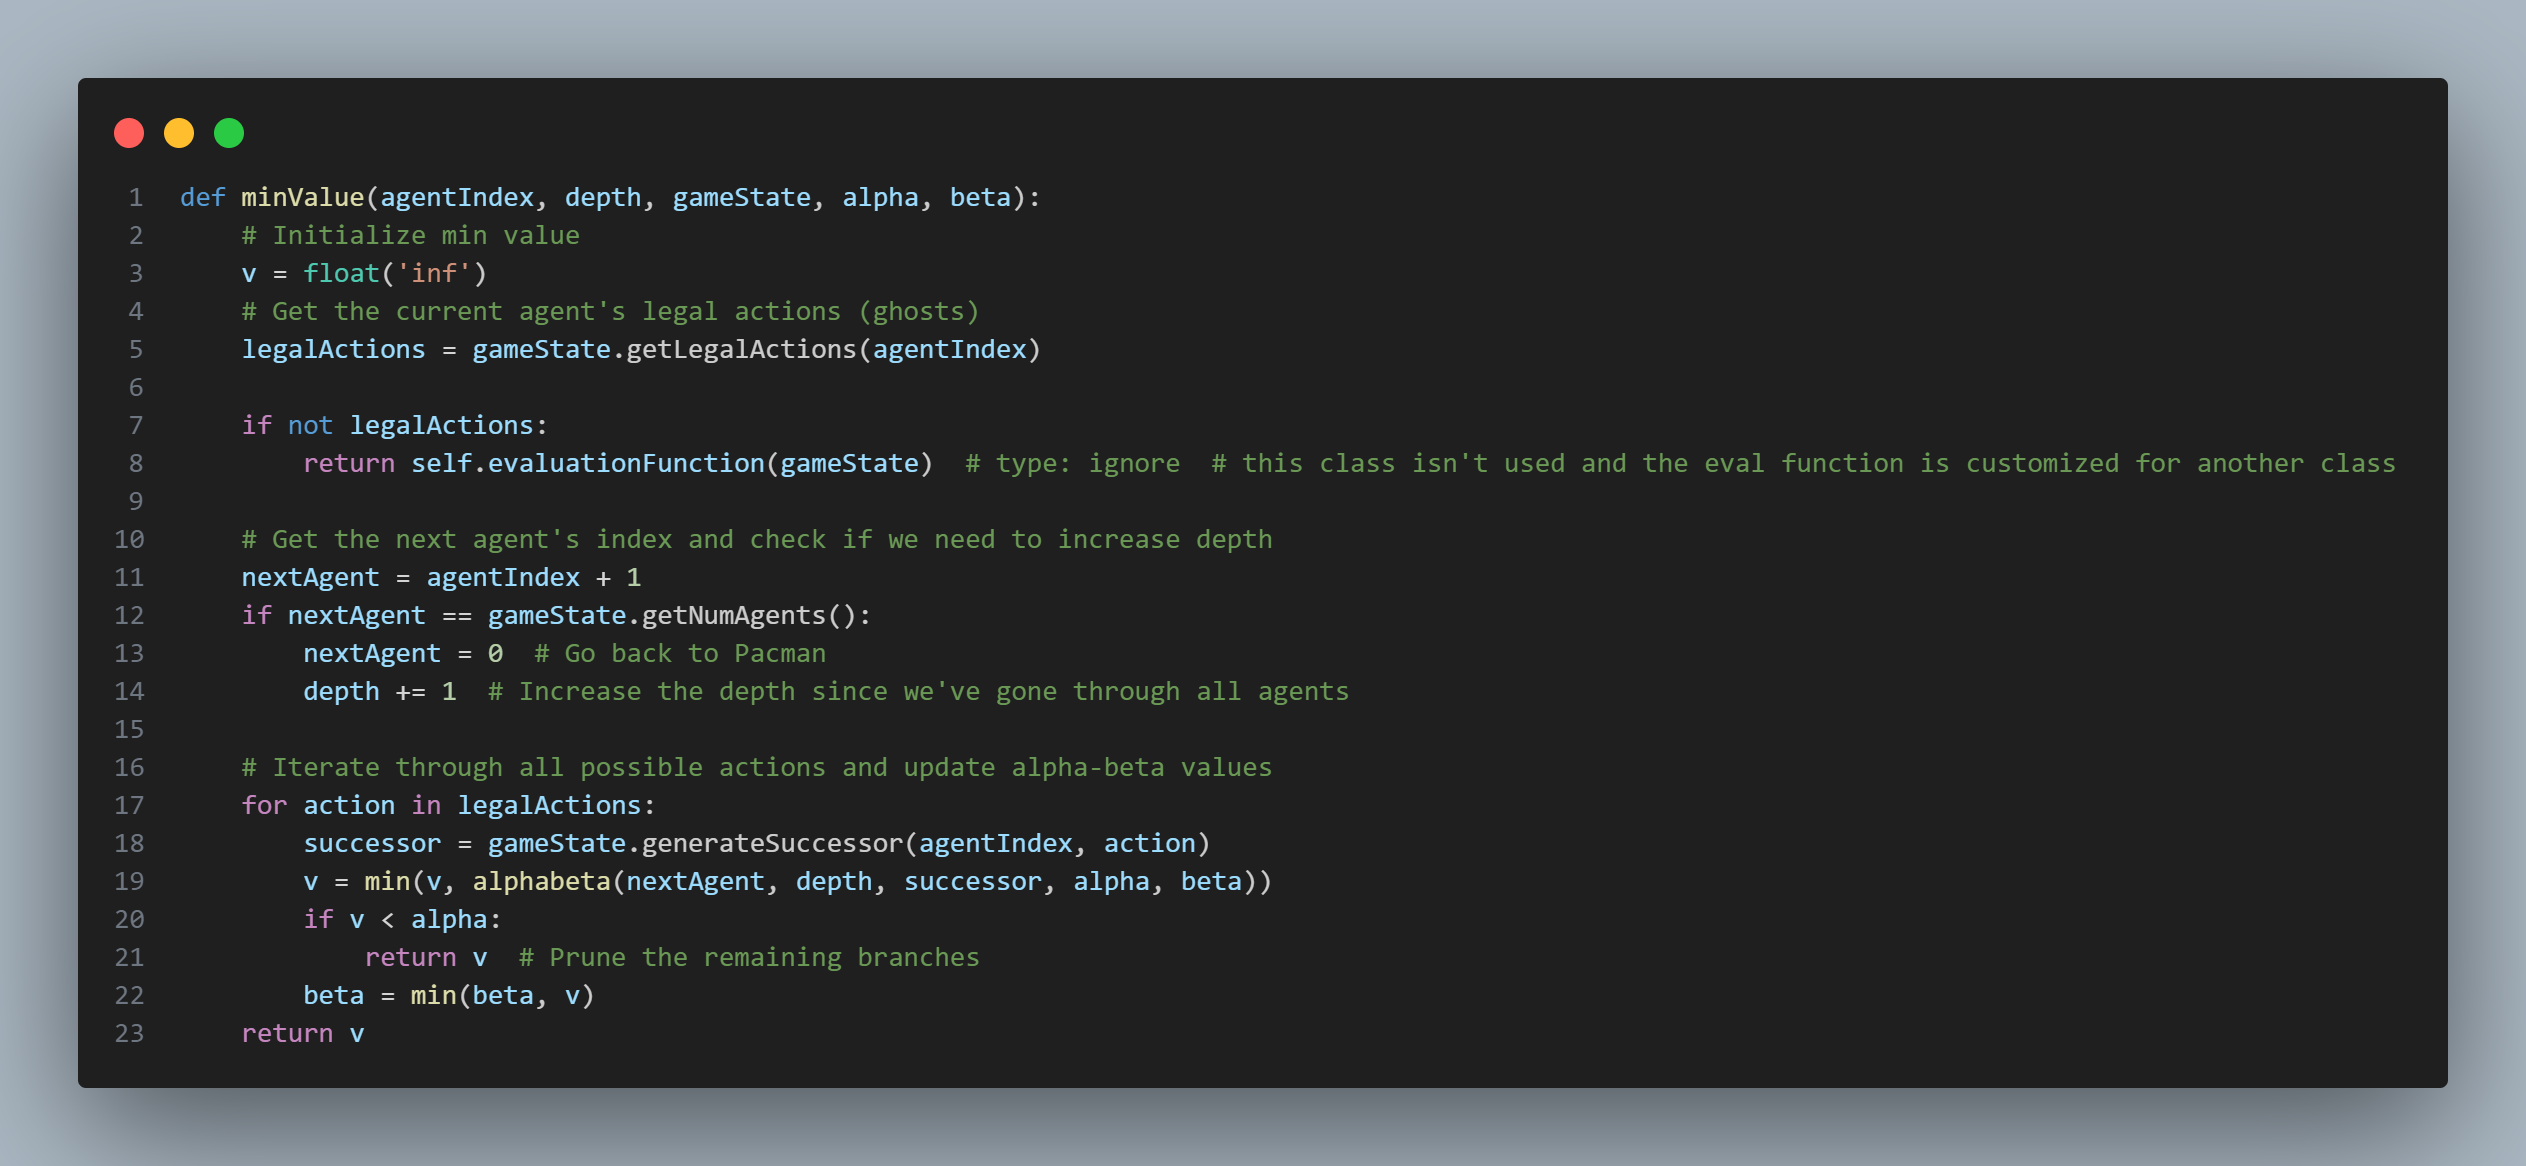 1 def minValue(agentIndex, depth, gameState, alpha, beta):
2     # Initialize min value
3     v = float('inf')
4     # Get the current agent's legal actions (ghosts)
5     legalActions = gameState.getLegalActions(agentIndex)
6
7     if not legalActions:
8         return self.evaluationFunction(gameState)  # type: ignore  # this class isn't used and the eval function is customized for another class
9
10     # Get the next agent's index and check if we need to increase depth
11     nextAgent = agentIndex + 1
12     if nextAgent == gameState.getNumAgents():
13         nextAgent = 0  # Go back to Pacman
14         depth += 1  # Increase the depth since we've gone through all agents
15
16     # Iterate through all possible actions and update alpha-beta values
17     for action in legalActions:
18         successor = gameState.generateSuccessor(agentIndex, action)
19         v = min(v, alphabeta(nextAgent, depth, successor, alpha, beta))
20         if v < alpha:
21             return v  # Prune the remaining branches
22         beta = min(beta, v)
23     return v